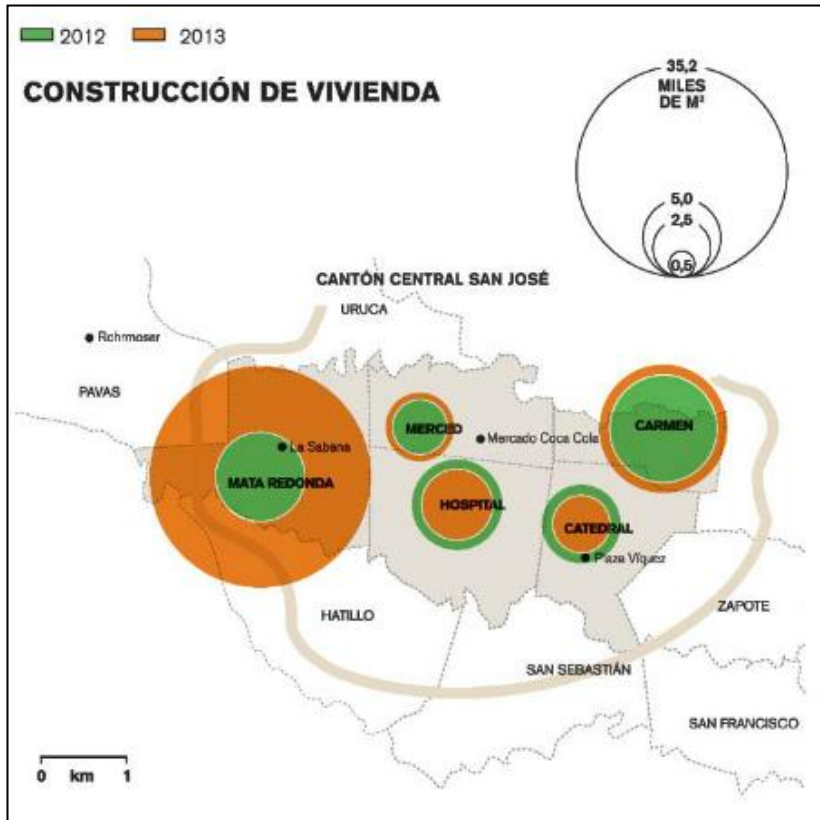 2012 2013
CONSTRUCCIÓN DE VIVIENDA
35,2
MILES
DE M²
5,0
2,5
0,5
CANTÓN CENTRAL SAN JOSÉ
URUCA
Rohrmoser
PAVAS
MERCED
Mercado Coca Cola
CARMEN
La Sabana
MATA REDONDA
HOSPITAL
CATEDRAL
Plaza Víquez
HATILLO
ZAPOTE
SAN SEBASTIÁN
SAN FRANCISCO
0 km 1